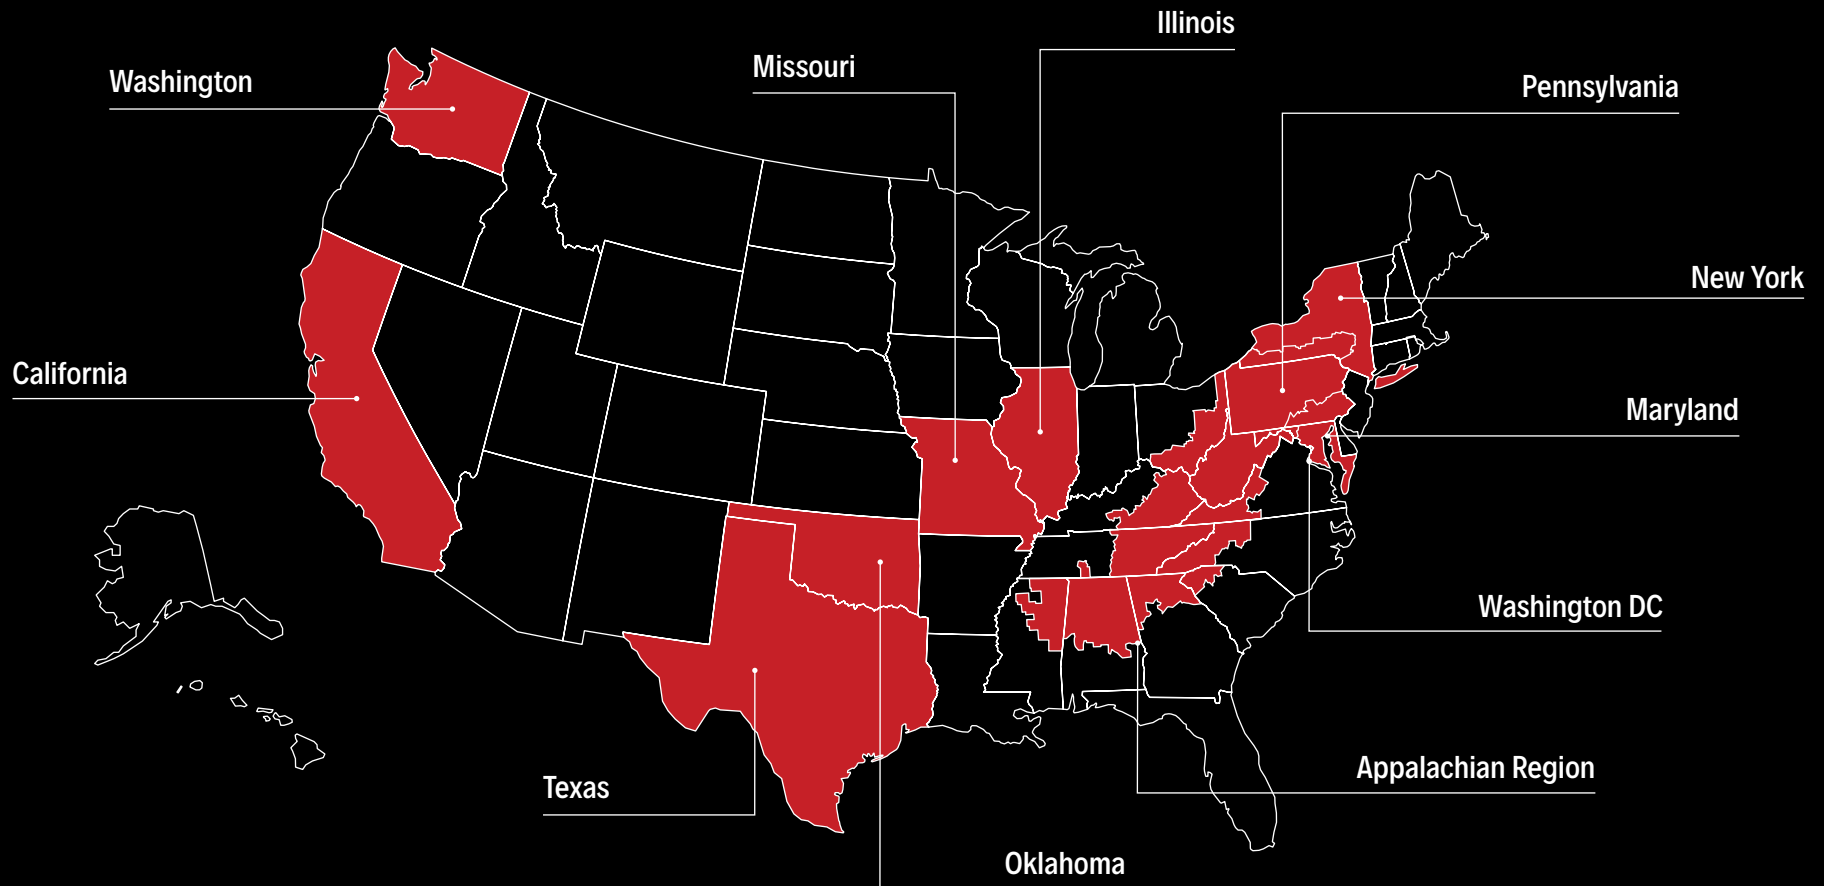 Illinois
Missouri
Washington
Pennsylvania
New York
California
Maryland
Washington DC
Appalachian Region
Texas
Oklahoma